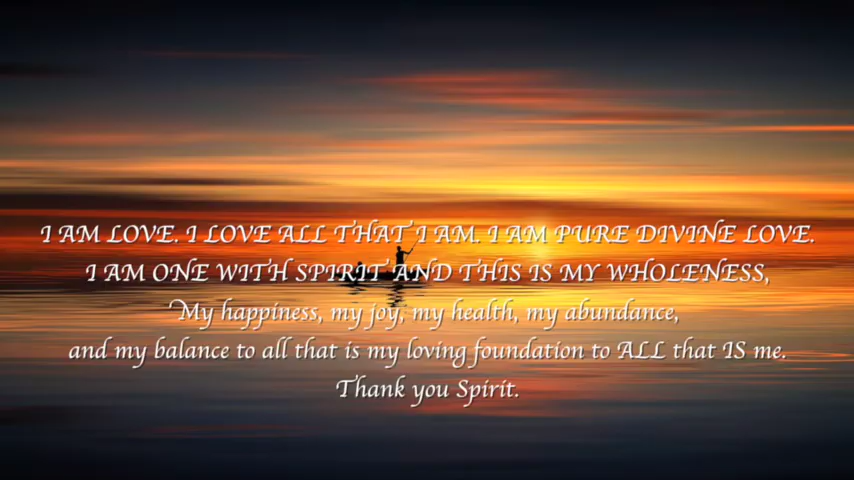 I AM LOVE. I LOVE ALL THAT I AM. I AM PURE DIVINE LOVE.
I AM ONE WITH SPIRIT AND THIS IS MY WHOLENESS,
My happiness, my joy, my health, my abundance,
and my balance to all that is my loving foundation to ALL that IS me.
Thank you Spirit.